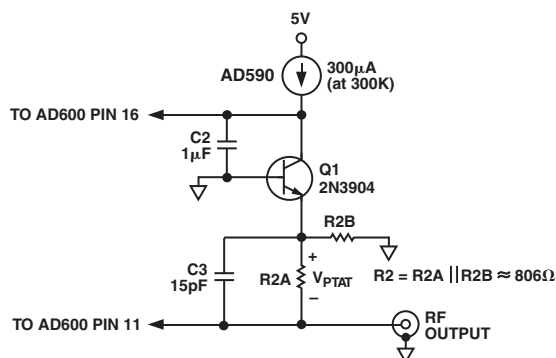 5V
AD590
300μA
(at 300K)
TO AD600 PIN 16
C2
1μF
Q1
2N3904
R2B
C3
15pF
R2A
+
VPTAT
–
R2 = R2A || R2B ≈ 806Ω
TO AD600 PIN 11
RF
OUTPUT